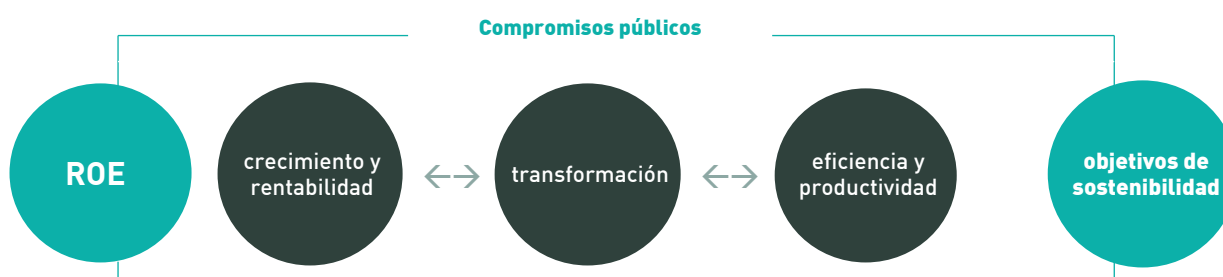 Compromisos públicos
ROE
crecimiento y
rentabilidad
transformación
eficiencia y
productividad
objetivos de
sostenibilidad